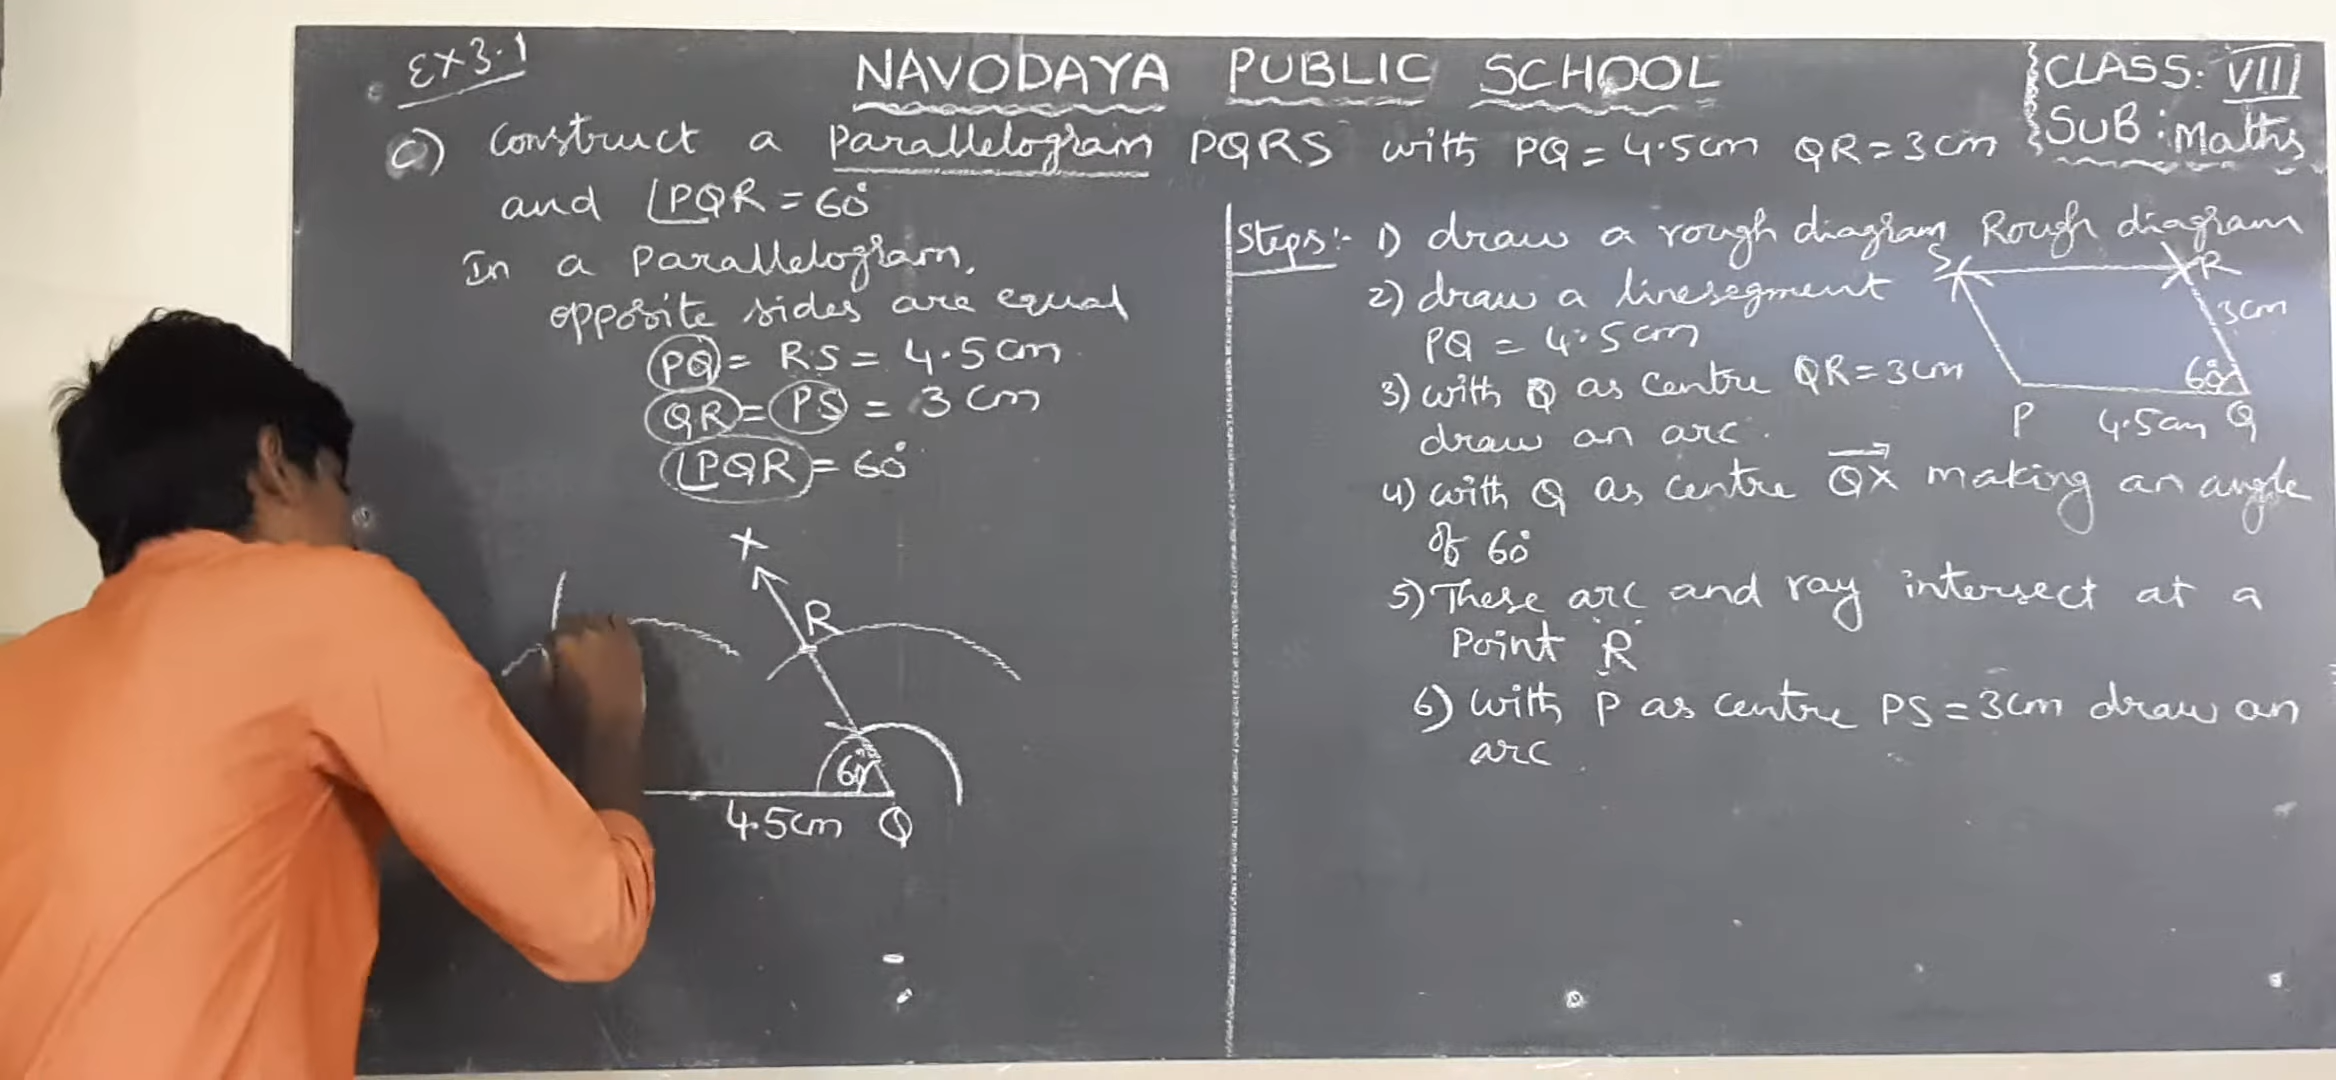 Ex 3.1
NAVODAYA PUBLIC SCHOOL
CLASS: VIII
SUB: Maths
c) Construct a Parallelogram PQRS with PQ = 4.5cm QR = 3cm
and ∠PQR = 60°
In a parallelogram,
opposite sides are equal
PQ = RS = 4.5cm
QR = PS = 3cm
∠PQR = 60°
X
R
60°
4.5cm Q
Steps:- 1) draw a rough diagram
2) draw a linesegment
PQ = 4.5cm
3) with Q as centre QR = 3cm
draw an arc.
4) with Q as centre QX→ making an angle
of 60°
5) These arc and ray intersect at a
Point R
6) with P as centre PS = 3cm draw an
arc.
Rough diagram
S R
3cm
60°
P 4.5cm Q